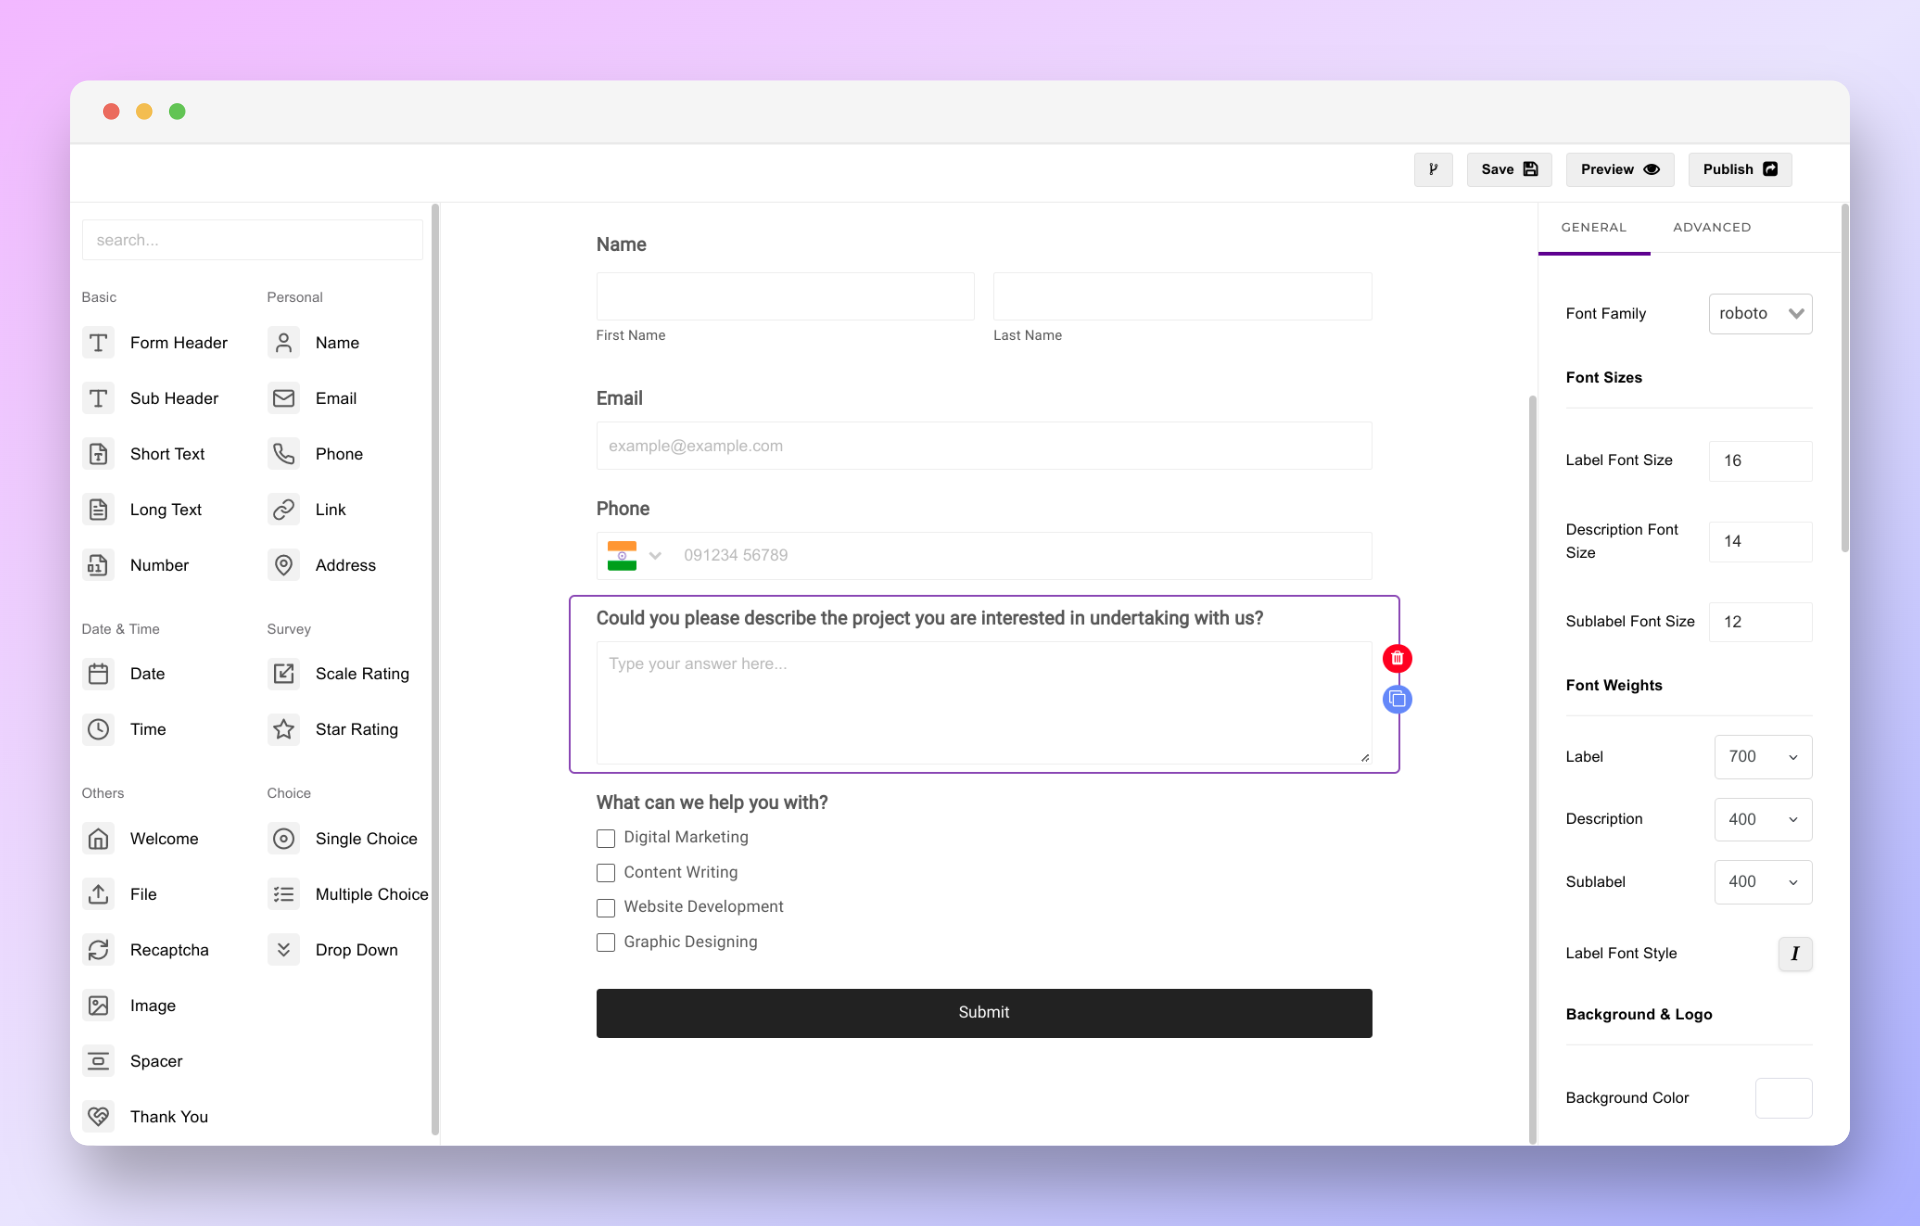 Save
Preview
Publish
search...
Basic
Personal
Form Header
Name
Sub Header
Email
Short Text
Phone
Long Text
Link
Number
Address
Date & Time
Survey
Date
Scale Rating
Time
Star Rating
Others
Choice
Welcome
Single Choice
File
Multiple Choice
Recaptcha
Drop Down
Image
Spacer
Thank You
Name
First Name
Last Name
Email
example@example.com
Phone
091234 56789
Could you please describe the project you are interested in undertaking with us?
Type your answer here...
What can we help you with?
Digital Marketing
Content Writing
Website Development
Graphic Designing
Submit
GENERAL
ADVANCED
Font Family
roboto
Font Sizes
Label Font Size
16
Description Font
Size
14
Sublabel Font Size
12
Font Weights
Label
700
Description
400
Sublabel
400
Label Font Style
I
Background & Logo
Background Color